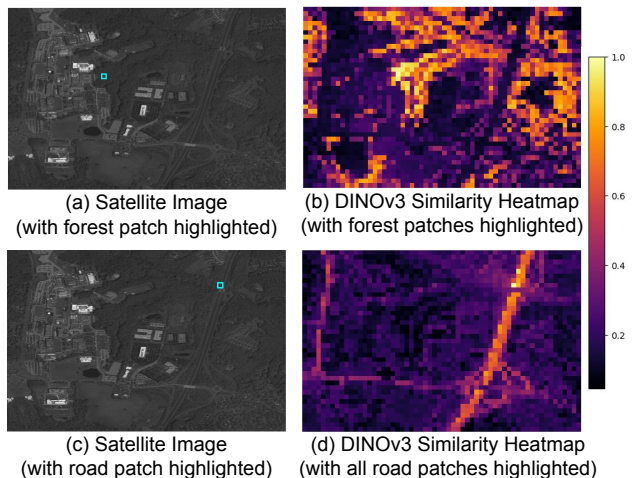 1.0
0.8
0.6
0.4
0.2
(a) Satellite Image
(with forest patch highlighted)
(b) DINOv3 Similarity Heatmap
(with forest patches highlighted)
(c) Satellite Image
(with road patch highlighted)
(d) DINOv3 Similarity Heatmap
(with all road patches highlighted)